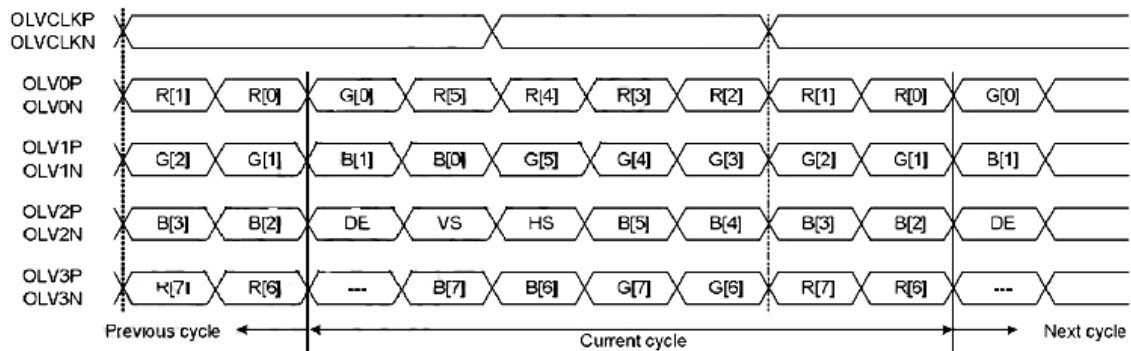 OLVCLKP
OLVCLKN
OLV0P
OLV0N
R[1] R[0] G[0] R[5] R[4] R[3] R[2] R[1] R[0] G[0]
OLV1P
OLV1N
G[2] G[1] B[1] B[0] G[5] G[4] G[3] G[2] G[1] B[1]
OLV2P
OLV2N
B[3] B[2] DE VS HS B[5] B[4] B[3] B[2] DE
OLV3P
OLV3N
R[7] R[6] --- B[7] B[6] G[7] G[6] R[7] R[6] ---
Previous cycle Current cycle Next cycle